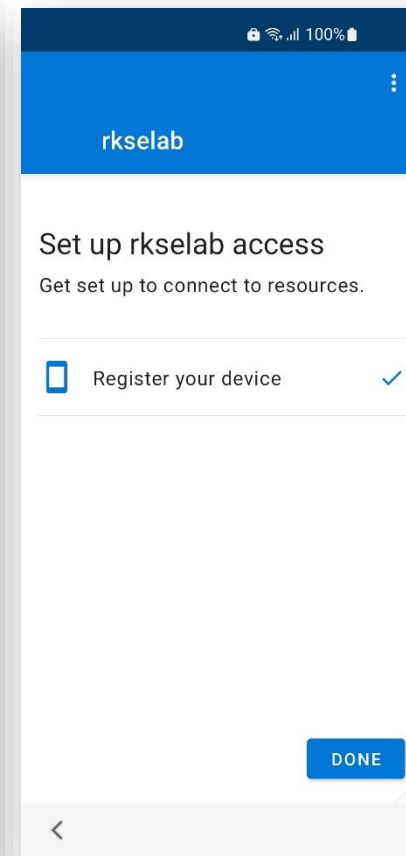 100%
rkselab
Set up rkselab access
Get set up to connect to resources.
Register your device
DONE